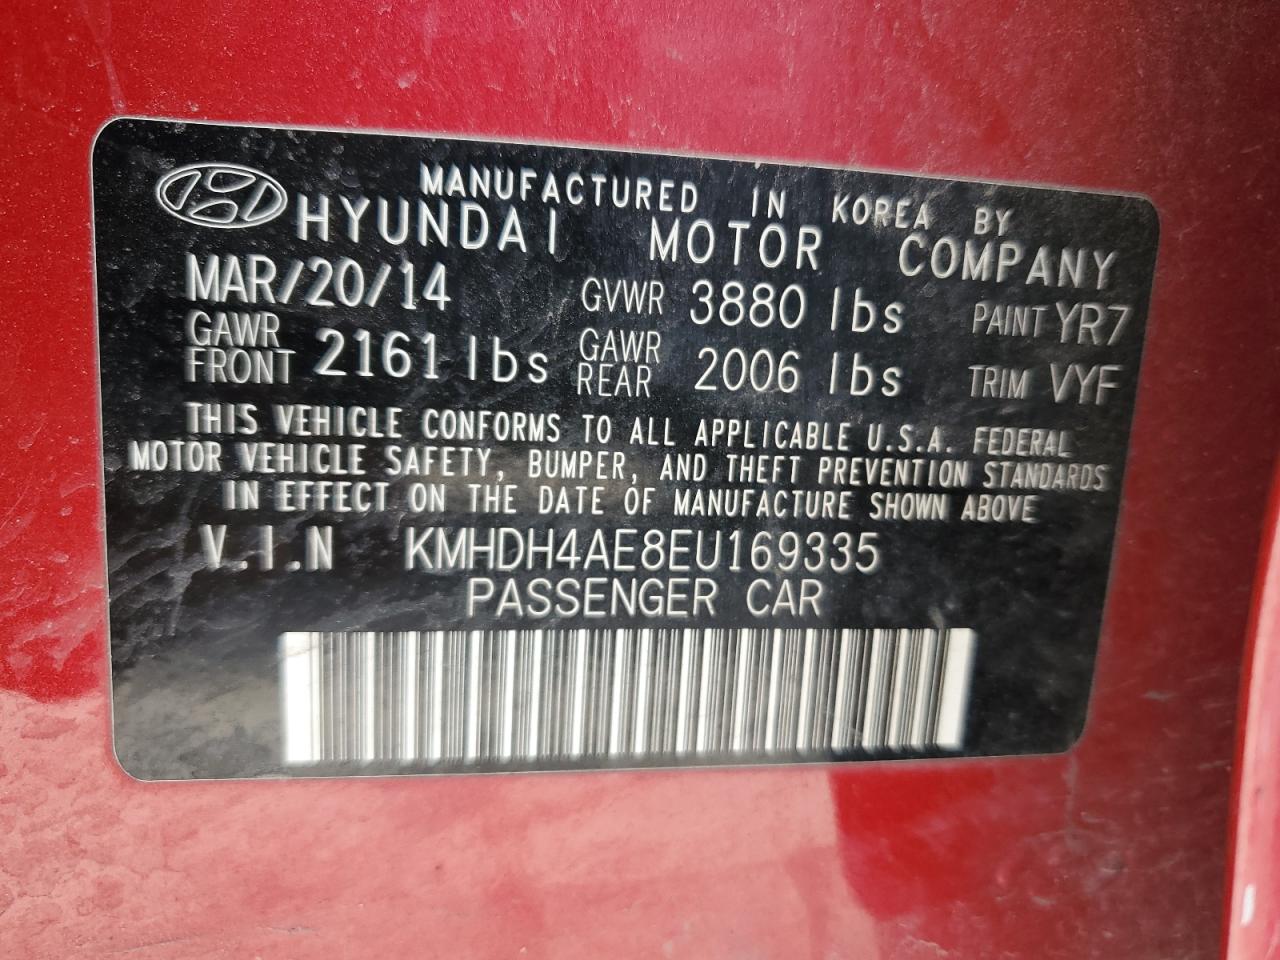 MANUFACTURED IN KOREA BY
HYUNDAI MOTOR COMPANY
MAR/20/14 GVWR 3880 lbs PAINT YR7
GAWR FRONT 2161 lbs GAWR REAR 2006 lbs TRIM VYF
THIS VEHICLE CONFORMS TO ALL APPLICABLE U.S.A. FEDERAL
MOTOR VEHICLE SAFETY, BUMPER, AND THEFT PREVENTION STANDARDS
IN EFFECT ON THE DATE OF MANUFACTURE SHOWN ABOVE
V.I.N KMHDH4AE8EU169335
PASSENGER CAR